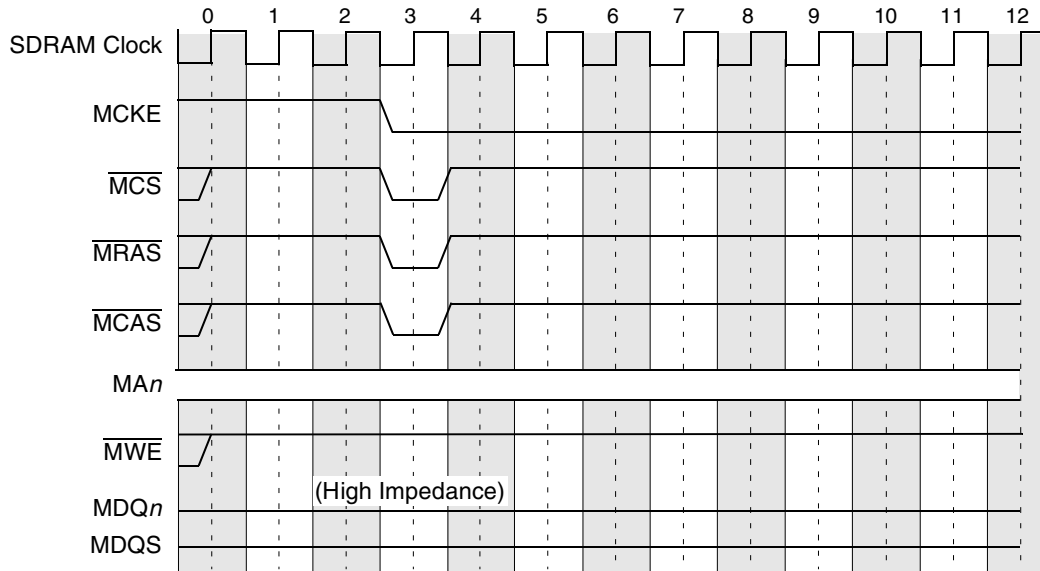 0 1 2 3 4 5 6 7 8 9 10 11 12
SDRAM Clock
MCKE
MCS
MRAS
MCAS
MAn
MWE
(High Impedance)
MDQn
MDQS